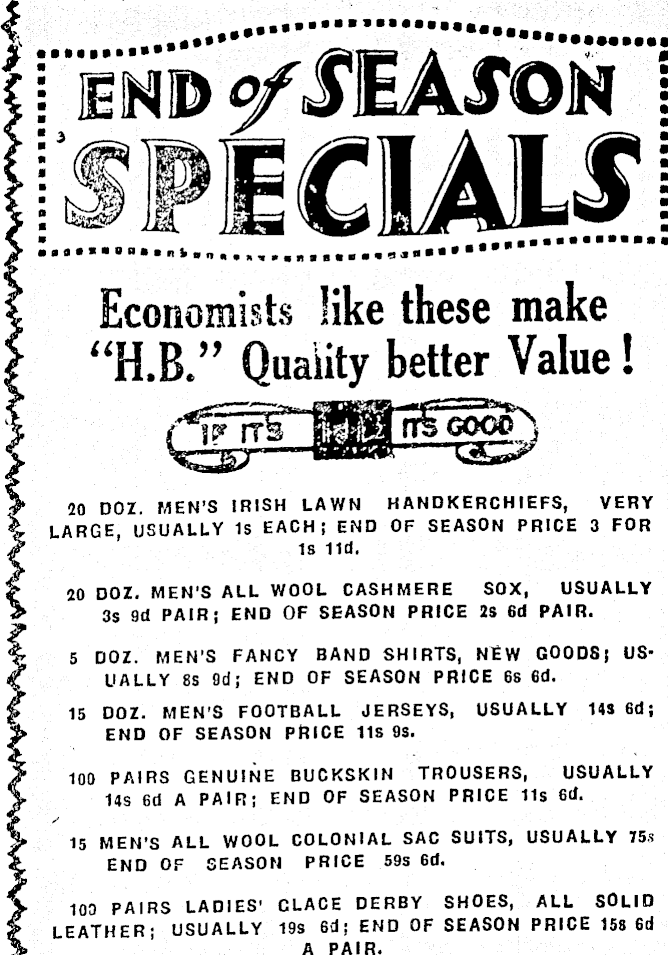 END of SEASON
SPECIALS
3
Economists like these make
"H.B." Quality better Value!
IF IT'S HB IT'S GOOD
20 DOZ. MEN'S IRISH LAWN HANDKERCHIEFS, VERY
LARGE, USUALLY 1s EACH; END OF SEASON PRICE 3 FOR
1s 11d.
20 DOZ. MEN'S ALL WOOL CASHMERE SOX, USUALLY
3s 9d PAIR; END OF SEASON PRICE 2s 6d PAIR.
5 DOZ. MEN'S FANCY BAND SHIRTS, NEW GOODS; US-
UALLY 8s 9d; END OF SEASON PRICE 6s 6d.
15 DOZ. MEN'S FOOTBALL JERSEYS, USUALLY 14s 6d;
END OF SEASON PRICE 11s 9s.
100 PAIRS GENUINE BUCKSKIN TROUSERS, USUALLY
14s 6d A PAIR; END OF SEASON PRICE 11s 6d.
15 MEN'S ALL WOOL COLONIAL SAC SUITS, USUALLY 75s
END OF SEASON PRICE 59s 6d.
100 PAIRS LADIES' GLACE DERBY SHOES, ALL SOLID
LEATHER; USUALLY 19s 6d; END OF SEASON PRICE 15s 6d
A PAIR.